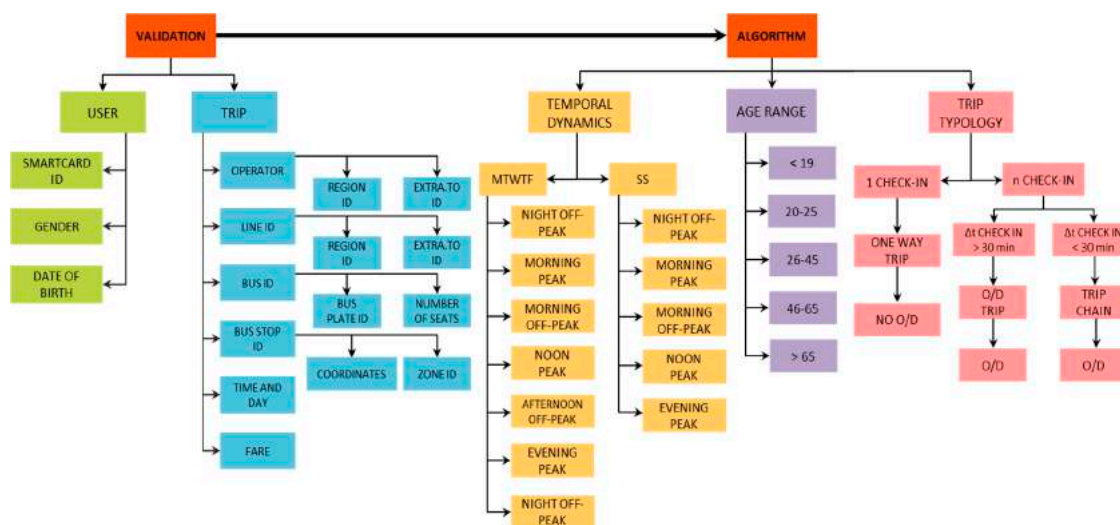 VALIDATION
ALGORITHM
USER
TRIP
TEMPORAL
DYNAMICS
AGE RANGE
TRIP
TYPOLOGY
SMARTCARD
ID
GENDER
DATE OF
BIRTH
OPERATOR
REGION
ID
EXTRA.TO
ID
LINE ID
REGION
ID
EXTRA.TO
ID
BUS ID
BUS
PLATE ID
NUMBER
OF SEATS
BUS STOP
ID
COORDINATES
ZONE ID
TIME AND
DAY
FARE
MTWTF
SS
NIGHT OFF-
PEAK
MORNING
PEAK
MORNING
OFF-PEAK
NOON
PEAK
AFTERNOON
OFF-PEAK
EVENING
PEAK
NIGHT OFF-
PEAK
NIGHT OFF-
PEAK
MORNING
PEAK
MORNING
OFF-PEAK
NOON
PEAK
EVENING
PEAK
< 19
20-25
26-45
46-65
> 65
1 CHECK-IN
n CHECK-IN
ONE WAY
TRIP
NO O/D
Δt CHECK IN
> 30 min
O/D
TRIP
O/D
Δt CHECK IN
< 30 min
TRIP
CHAIN
O/D